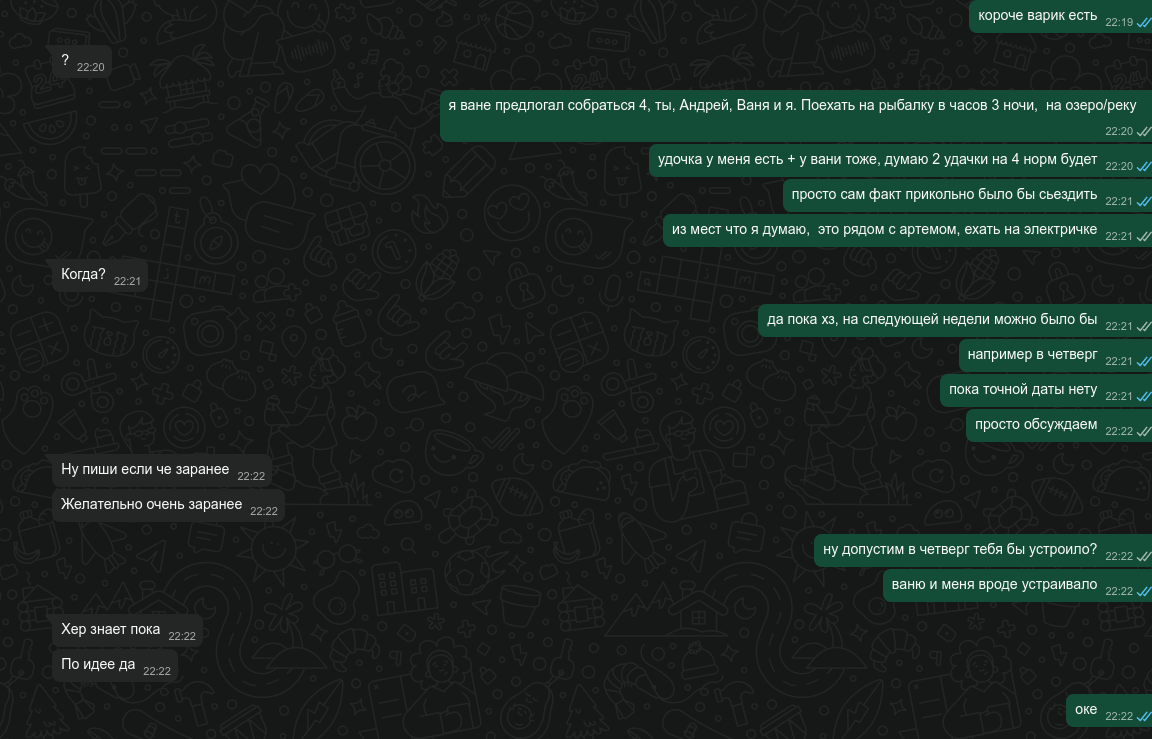 короче варик есть 22:19
? 22:20
я ване предлогал собраться 4, ты, Андрей, Ваня и я. Поехать на рыбалку в часов 3 ночи,  на озеро/реку
22:20
удочка у меня есть + у вани тоже, думаю 2 удачки на 4 норм будет 22:20
просто сам факт прикольно было бы сьездить 22:21
из мест что я думаю,  это рядом с артемом, ехать на электричке 22:21
Когда? 22:21
да пока хз, на следующей недели можно было бы 22:21
например в четверг 22:21
пока точной даты нету 22:21
просто обсуждаем 22:22
Ну пиши если че заранее 22:22
Желательно очень заранее 22:22
ну допустим в четверг тебя бы устроило? 22:22
ваню и меня вроде устраивало 22:22
Хер знает пока 22:22
По идее да 22:22
оке 22:22